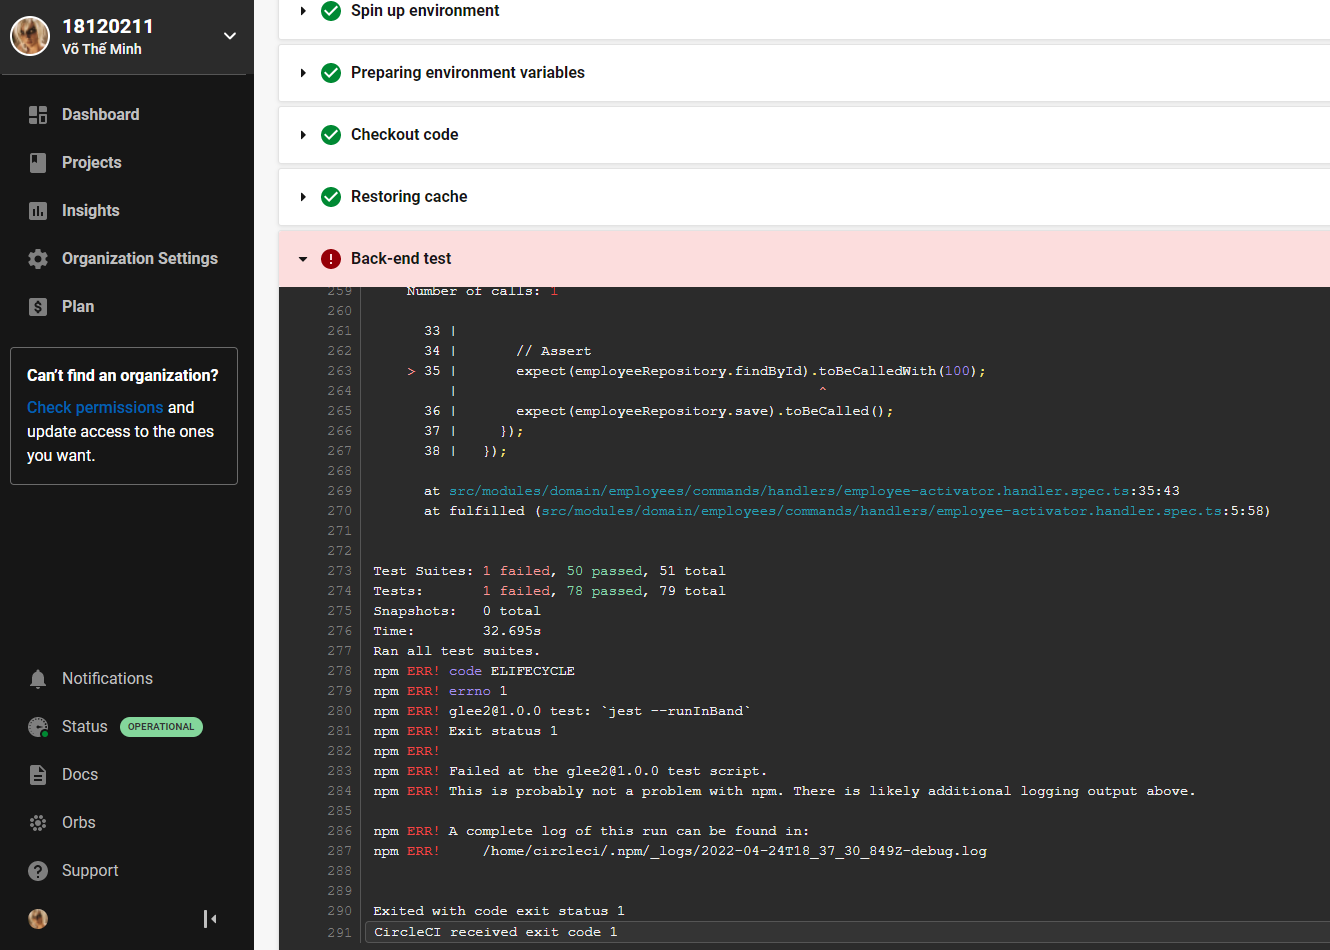 18120211
Võ Thế Minh
Dashboard
Projects
Insights
Organization Settings
Plan
Can't find an organization?
Check permissions and
update access to the ones
you want.
Notifications
Status OPERATIONAL
Docs
Orbs
Support
Spin up environment
Preparing environment variables
Checkout code
Restoring cache
Back-end test
259 Number of calls: 1
260
261 33 |
262 34 | // Assert
263 > 35 | expect(employeeRepository.findById).toBeCalledWith(100);
264 | ^
265 36 | expect(employeeRepository.save).toBeCalled();
266 37 | });
267 38 | });
268
269 at src/modules/domain/employees/commands/handlers/employee-activator.handler.spec.ts:35:43
270 at fulfilled (src/modules/domain/employees/commands/handlers/employee-activator.handler.spec.ts:5:58)
271
272
273 Test Suites: 1 failed, 50 passed, 51 total
274 Tests: 1 failed, 78 passed, 79 total
275 Snapshots: 0 total
276 Time: 32.695s
277 Ran all test suites.
278 npm ERR! code ELIFECYCLE
279 npm ERR! errno 1
280 npm ERR! glee2@1.0.0 test: `jest --runInBand`
281 npm ERR! Exit status 1
282 npm ERR!
283 npm ERR! Failed at the glee2@1.0.0 test script.
284 npm ERR! This is probably not a problem with npm. There is likely additional logging output above.
285
286 npm ERR! A complete log of this run can be found in:
287 npm ERR! /home/circleci/.npm/_logs/2022-04-24T18_37_30_849Z-debug.log
288
289
290 Exited with code exit status 1
291 CircleCI received exit code 1